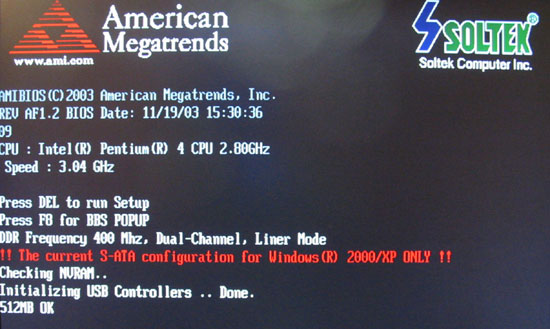 American
Megatrends
www.ami.com
SOLTEK®
Soltek Computer Inc.
AMIBIOS(C)2003 American Megatrends, Inc.
REV AF1.2 BIOS Date: 11/19/03 15:30:36
09
CPU : Intel(R) Pentium(R) 4 CPU 2.80GHz
Speed : 3.04 GHz
Press DEL to run Setup
Press F8 for BBS POPUP
DDR Frequency 400 Mhz, Dual-Channel, Liner Mode
!! The current S-ATA configuration for Windows(R) 2000/XP ONLY !!
Checking NVRAM..
Initializing USB Controllers .. Done.
512MB OK